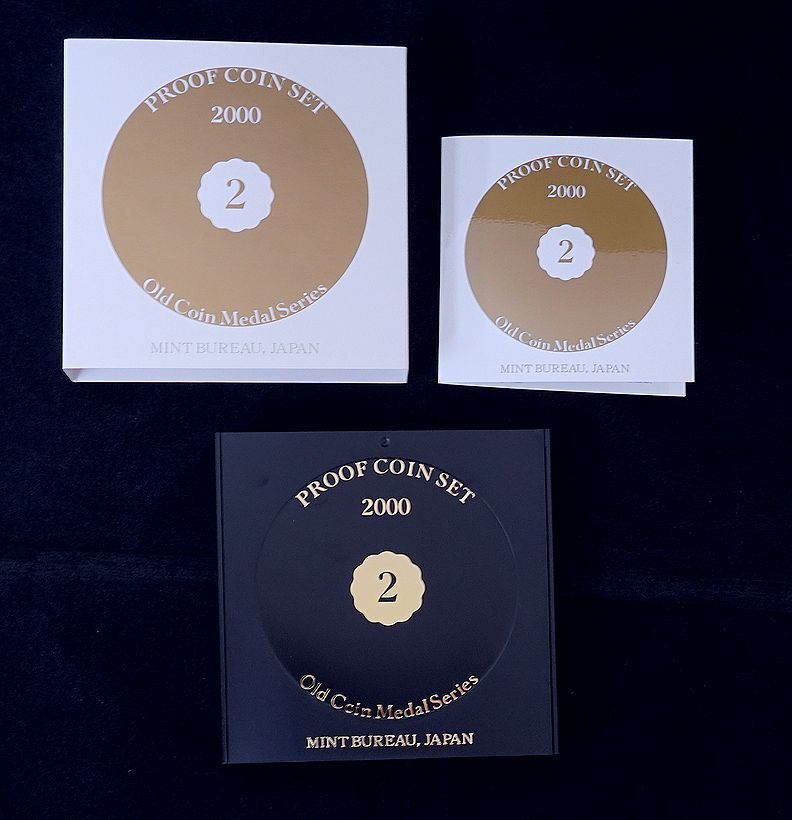 PROOF COIN SET
2000
2
Old Coin Medal Series
MINT BUREAU, JAPAN
PROOF COIN SET
2000
2
Old Coin Medal Series
MINT BUREAU, JAPAN
2
PROOF COIN SET
2000
2
Old Coin Medal Series
MINT BUREAU, JAPAN